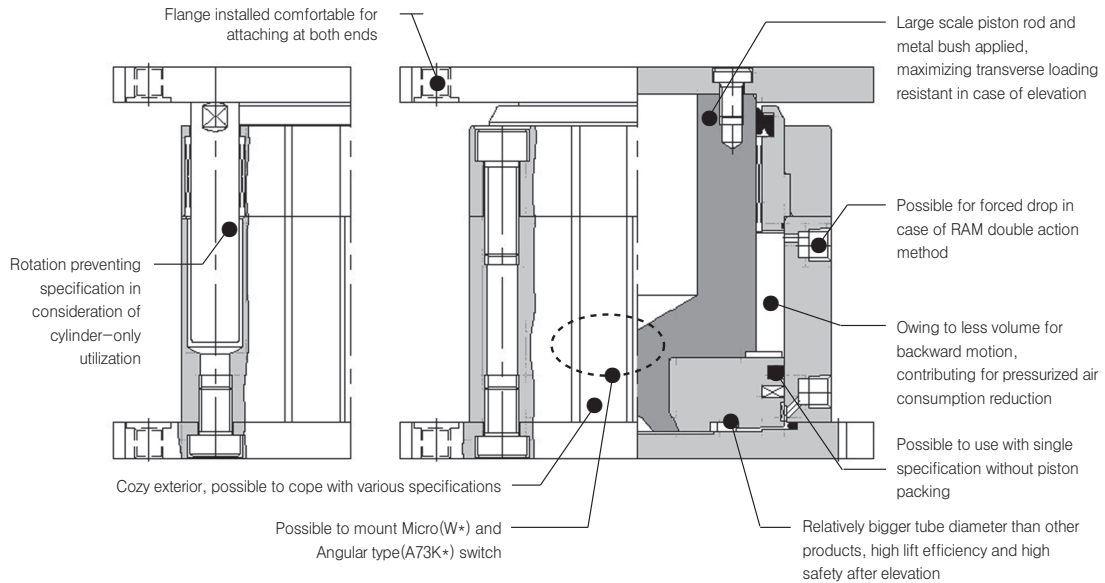 Flange installed comfortable for
attaching at both ends
Large scale piston rod and
metal bush applied,
maximizing transverse loading
resistant in case of elevation
Possible for forced drop in
case of RAM double action
method
Rotation preventing
specification in
consideration of
cylinder-only
utilization
Owing to less volume for
backward motion,
contributing for pressurized air
consumption reduction
Possible to use with single
specification without piston
packing
Cozy exterior, possible to cope with various specifications
Possible to mount Micro(W*) and
Angular type(A73K*) switch
Relatively bigger tube diameter than other
products, high lift efficiency and high
safety after elevation